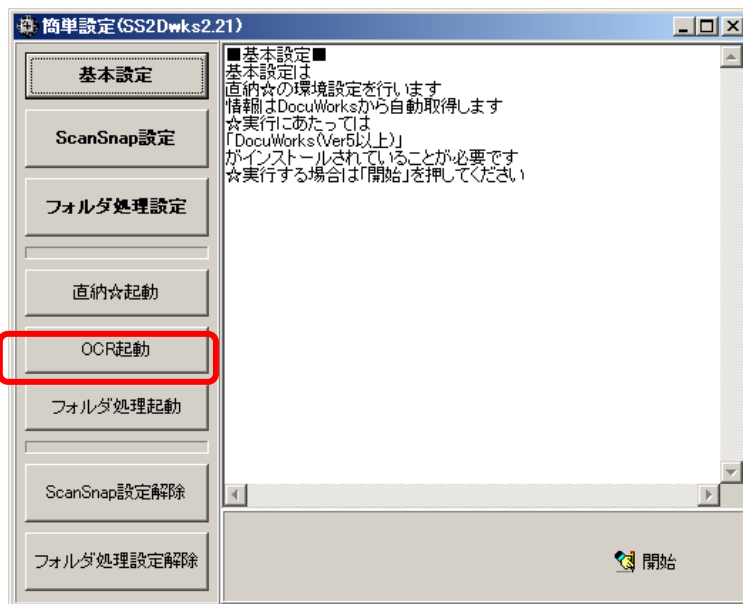 簡単設定(SS2Dwks2.21)
基本設定
ScanSnap設定
フォルダ処理設定
直納☆起動
OCR起動
フォルダ処理起動
ScanSnap設定解除
フォルダ処理設定解除
■基本設定■
基本設定は
直納☆の環境設定を行います
情報はDocuWorksから自動取得します
☆実行にあたっては
「DocuWorks(Ver5以上)」
がインストールされていることが必要です
☆実行する場合は「開始」を押してください
開始